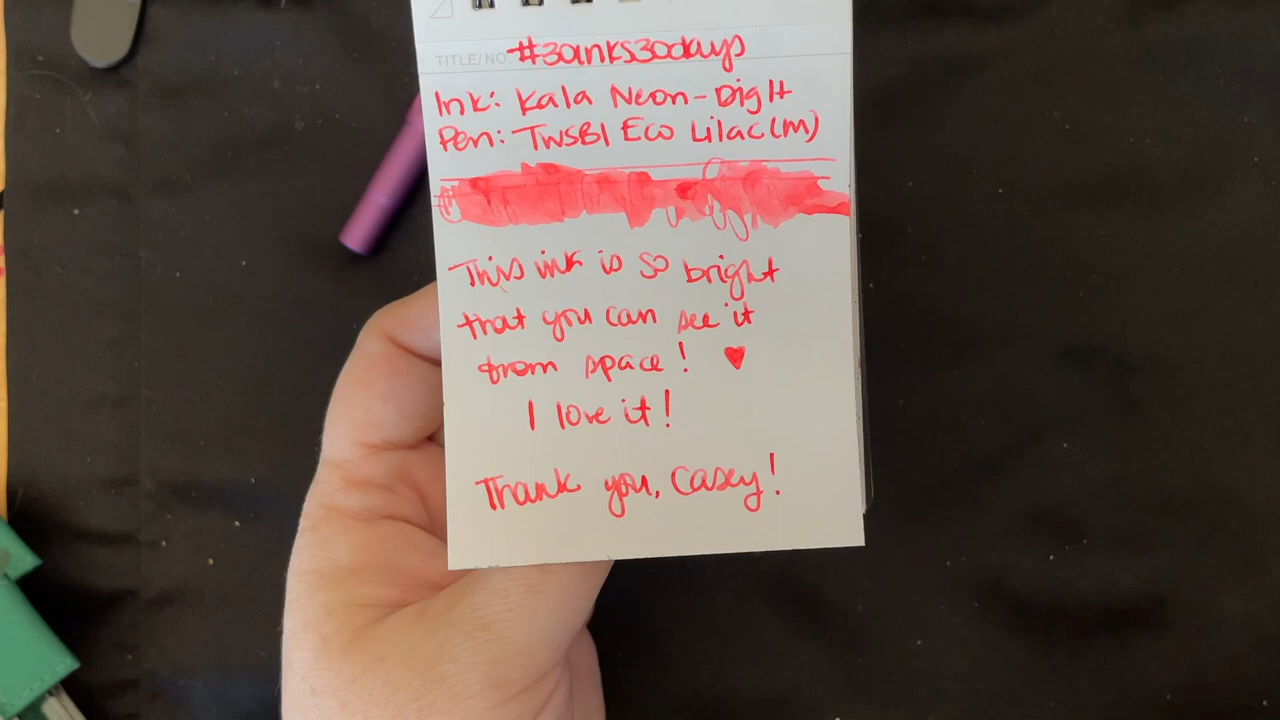 TITLE/NO. #30inks30days
Ink: Kala Neon-Digit
Pen: TWSBI Eco Lilac (M)
This ink is so bright
that you can see it
from space! ♥
I love it!
Thank you, Casey!